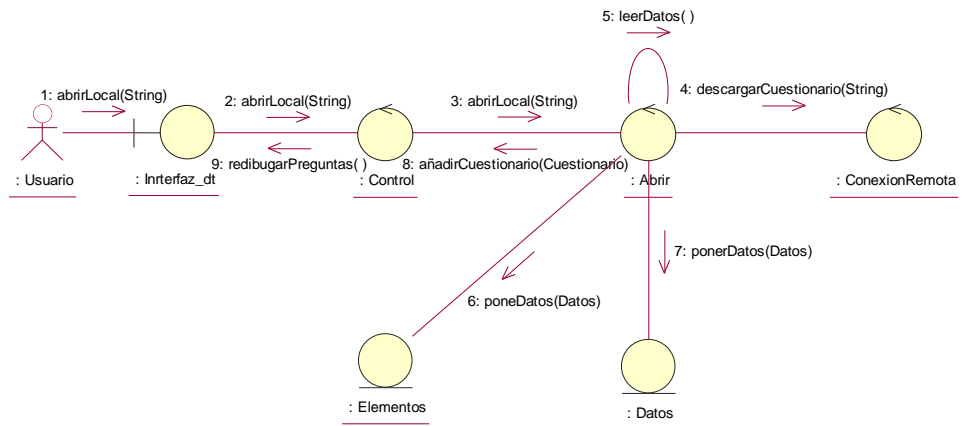 5: leerDatos( )
1: abrirLocal(String)
2: abrirLocal(String)
3: abrirLocal(String)
4: descargarCuestionario(String)
9: redibugarPreguntas( )
8: añadirCuestionario(Cuestionario)
: Usuario
: Inrterfaz_dt
: Control
: Abrir
: ConexionRemota
7: ponerDatos(Datos)
6: poneDatos(Datos)
: Elementos
: Datos